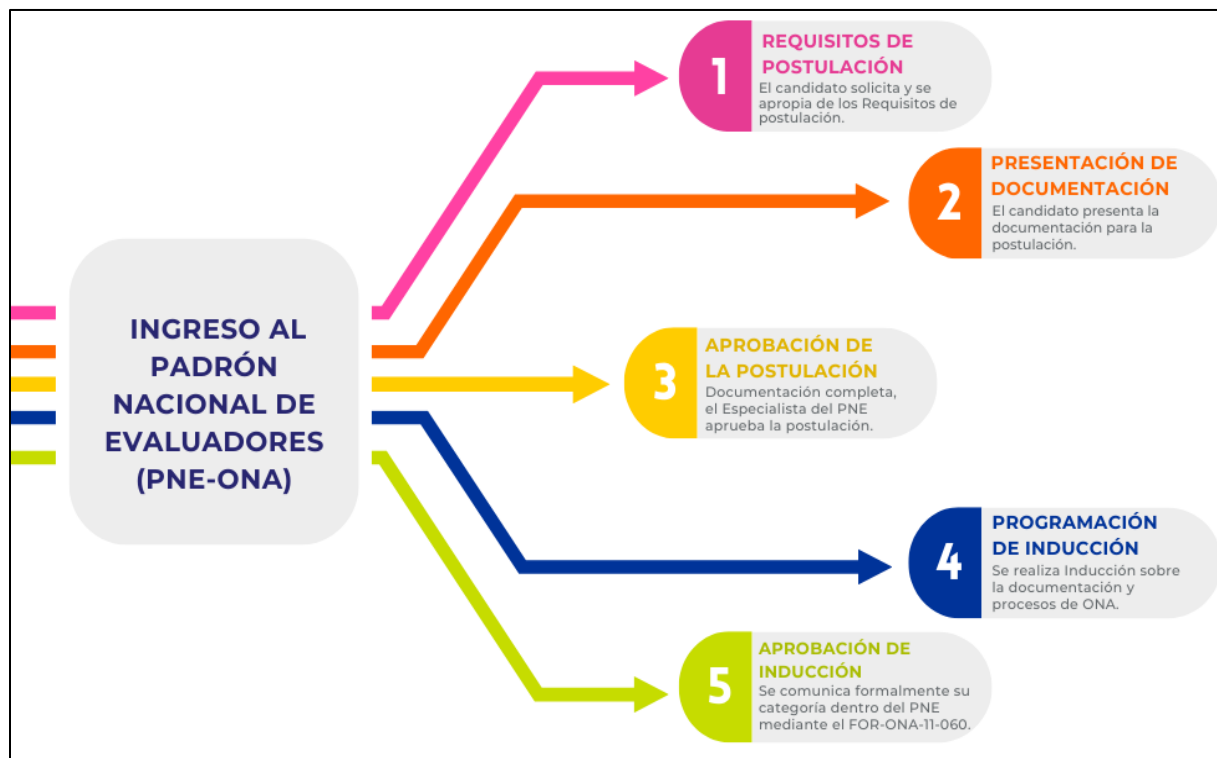 INGRESO AL
PADRÓN
NACIONAL DE
EVALUADORES
(PNE-ONA)
1
REQUISITOS DE
POSTULACIÓN
El candidato solicita y se
apropia de los Requisitos de
postulación.
2
PRESENTACIÓN DE
DOCUMENTACIÓN
El candidato presenta la
documentación para la
postulación.
3
APROBACIÓN DE
LA POSTULACIÓN
Documentación completa,
el Especialista del PNE
aprueba la postulación.
4
PROGRAMACIÓN
DE INDUCCIÓN
Se realiza Inducción sobre
la documentación y
procesos de ONA.
5
APROBACIÓN DE
INDUCCIÓN
Se comunica formalmente su
categoría dentro del PNE
mediante el FOR-ONA-11-060.